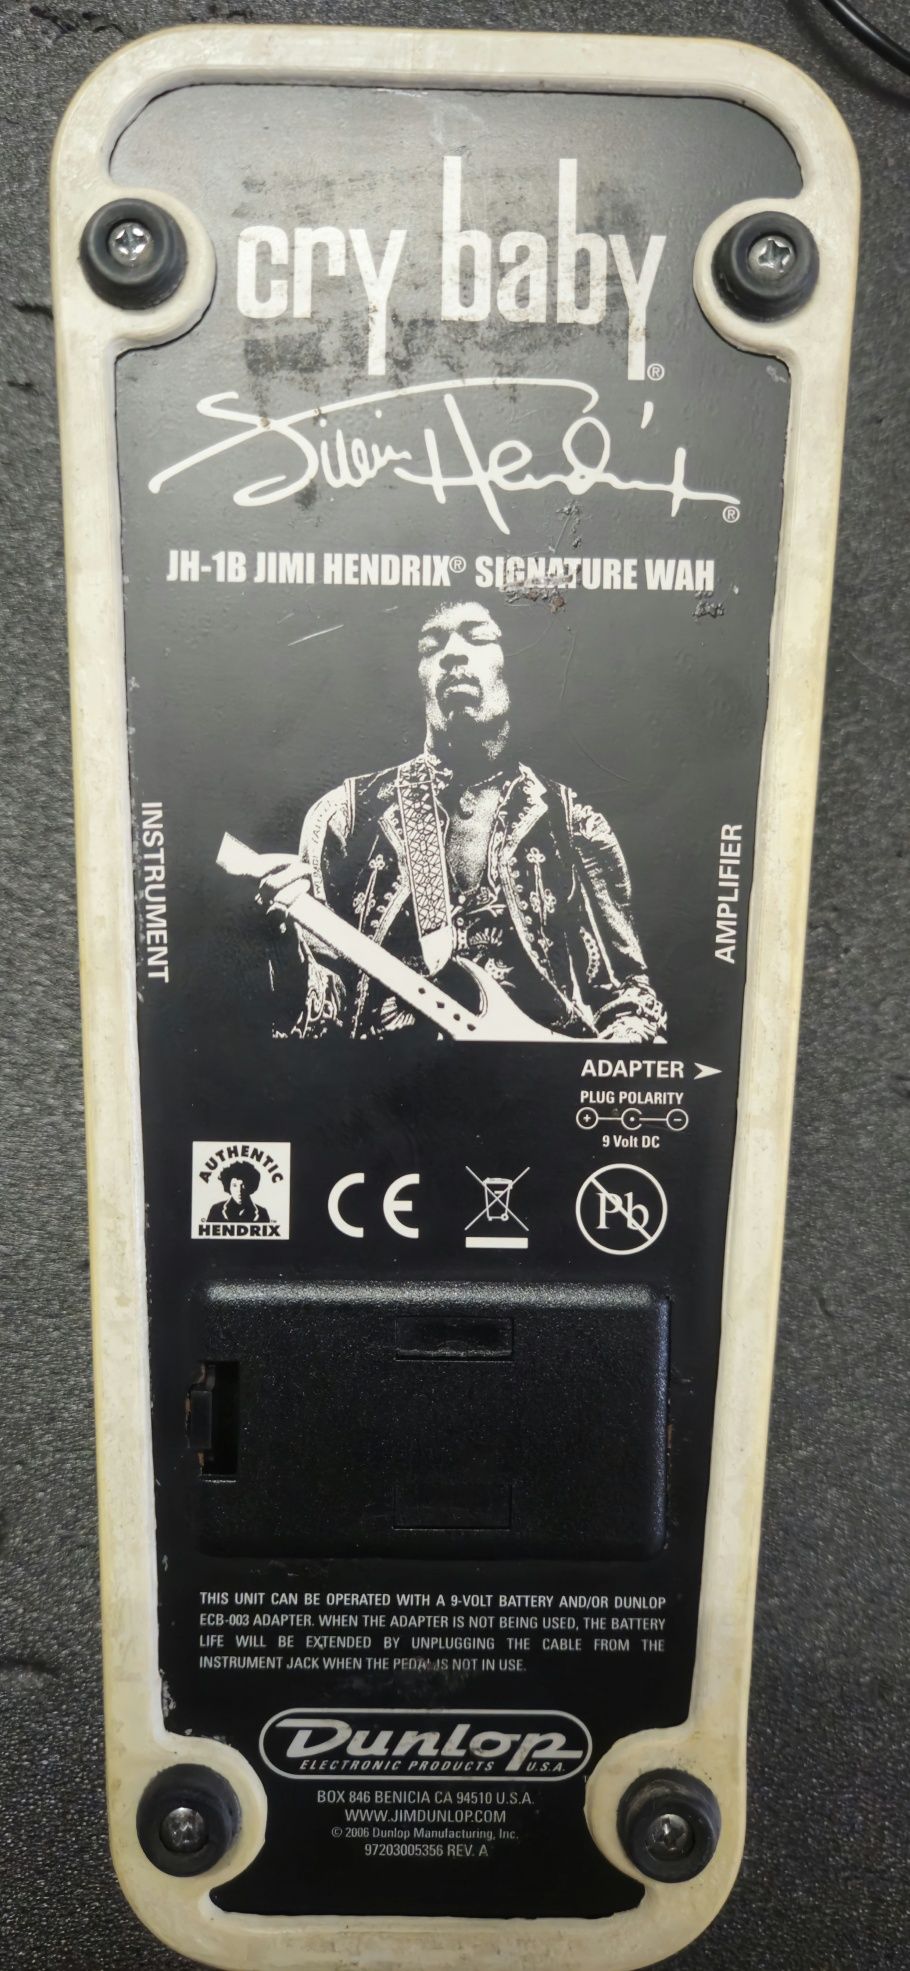 cry baby®
Jimi Hendrix®
JH-1B JIMI HENDRIX® SIGNATURE WAH
INSTRUMENT
AMPLIFIER
ADAPTER
PLUG POLARITY
+ -
9 Volt DC
AUTHENTIC
©HENDRIX™
CE
Pb
THIS UNIT CAN BE OPERATED WITH A 9-VOLT BATTERY AND/OR DUNLOP
ECB-003 ADAPTER. WHEN THE ADAPTER IS NOT BEING USED, THE BATTERY
LIFE WILL BE EXTENDED BY UNPLUGGING THE CABLE FROM THE
INSTRUMENT JACK WHEN THE PEDAL IS NOT IN USE.
Dunlop
ELECTRONIC PRODUCTS U.S.A.
BOX 846 BENICIA CA 94510 U.S.A.
WWW.JIMDUNLOP.COM
© 2006 Dunlop Manufacturing, Inc.
97203005356 REV. A